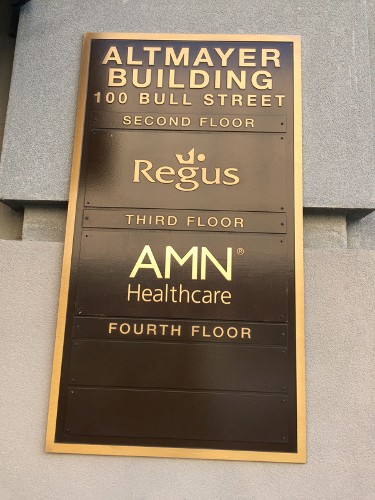 ALTMAYER
BUILDING
100 BULL STREET
SECOND FLOOR
Regus
THIRD FLOOR
AMN®
Healthcare
FOURTH FLOOR